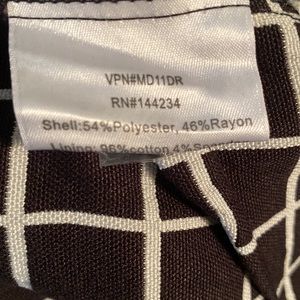 VPN#MD11DR
RN#144234
Shell:54%Polyester, 46%Rayon
Lining: 96%cotton 4%